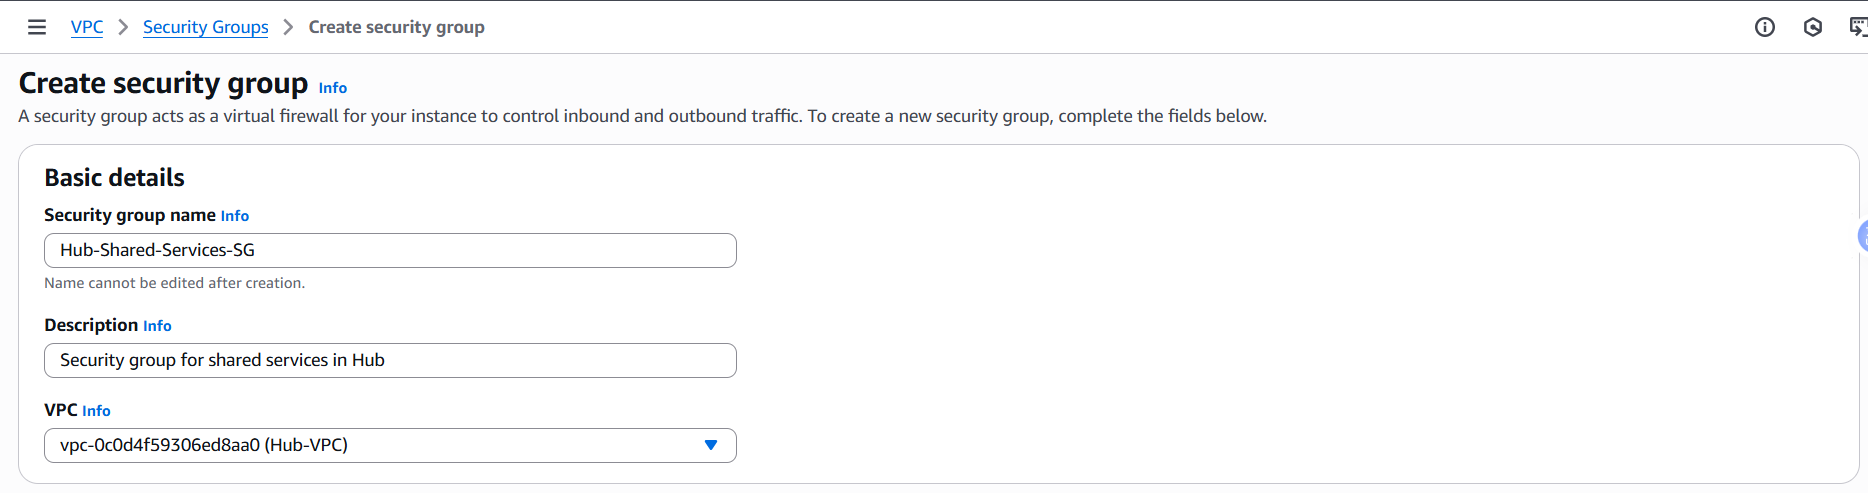 VPC > Security Groups > Create security group
Create security group Info
A security group acts as a virtual firewall for your instance to control inbound and outbound traffic. To create a new security group, complete the fields below.
Basic details
Security group name Info
Hub-Shared-Services-SG
Name cannot be edited after creation.
Description Info
Security group for shared services in Hub
VPC Info
vpc-0c0d4f59306ed8aa0 (Hub-VPC)